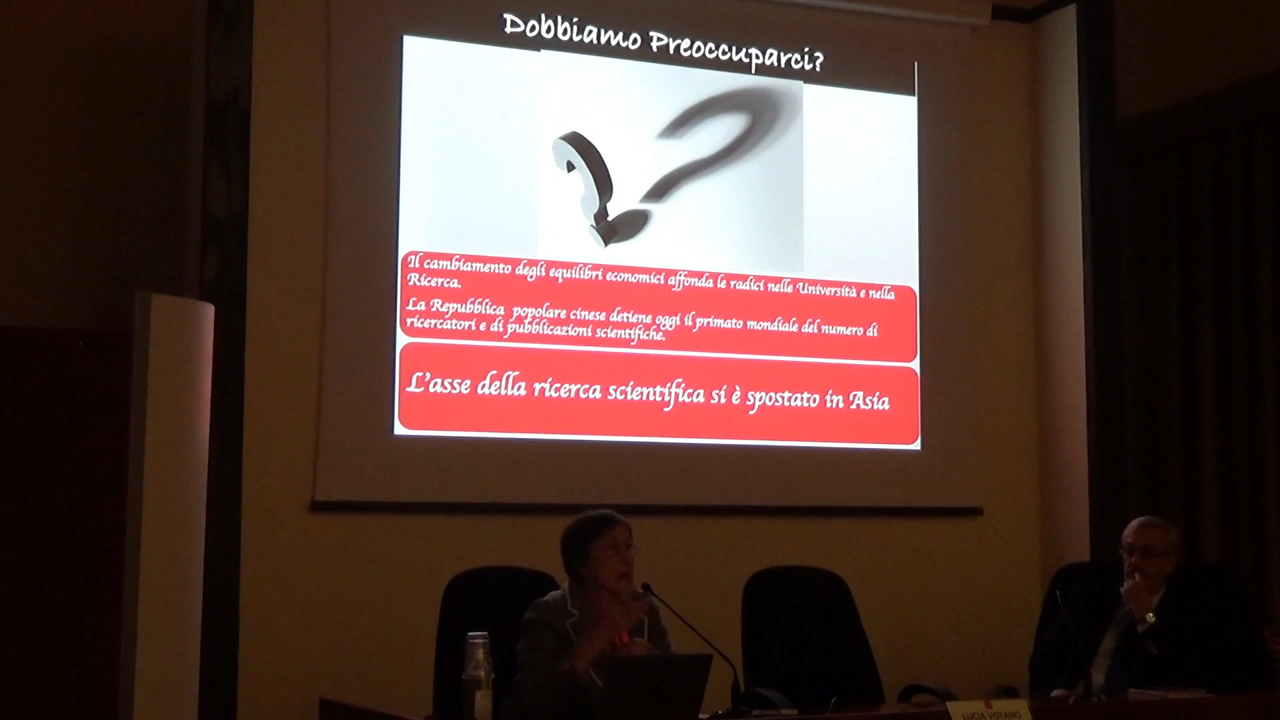 Dobbiamo Preoccuparci?
Il cambiamento degli equilibri economici affonda le radici nelle Università e nella
Ricerca.
La Repubblica popolare cinese detiene oggi il primato mondiale del numero di
ricercatori e di pubblicazioni scientifiche.
L'asse della ricerca scientifica si è spostato in Asia
LUCIA VOTANO